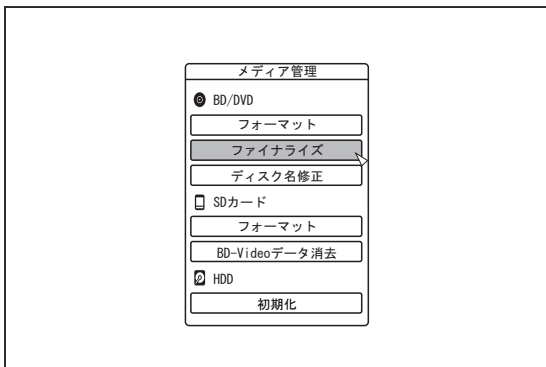 メディア管理
BD/DVD
フォーマット
ファイナライズ
ディスク名修正
SDカード
フォーマット
BD-Videoデータ消去
HDD
初期化